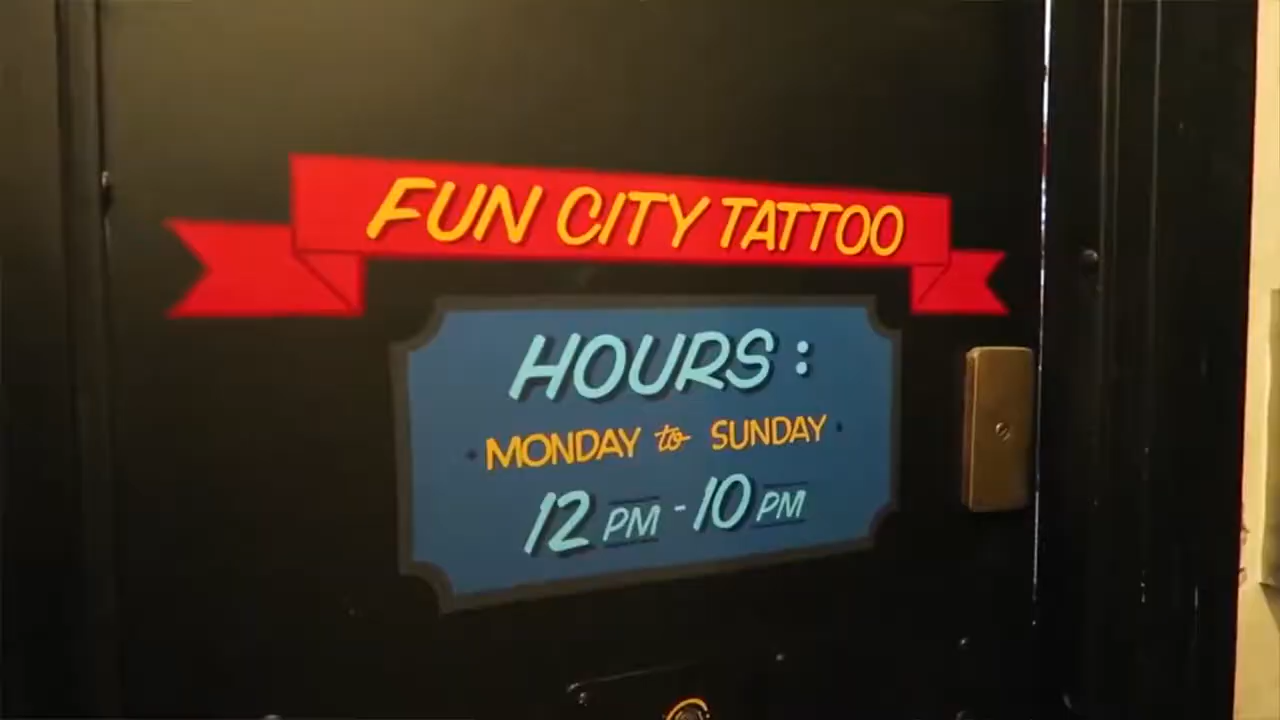 FUN CITY TATTOO
HOURS :
MONDAY to SUNDAY
12 PM - 10 PM